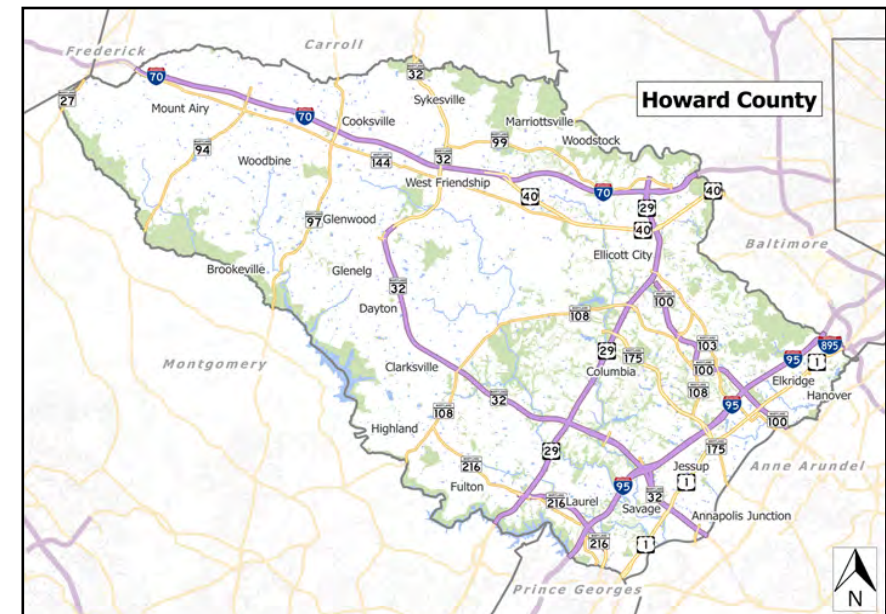 Frederick
Carroll
Howard County
70
32
27
Mount Airy
Sykesville
70
Cooksville
Marriottsville
99
Woodstock
94
Woodbine
144
32
West Friendship
70
40
40
29
97
Glenwood
40
Baltimore
Ellicott City
Brookeville
Glenelg
32
100
Dayton
108
103
895
Montgomery
29
175
95
1
Clarksville
Columbia
100
Elkridge
32
108
Hanover
95
108
100
Highland
29
175
216
Jessup
Anne Arundel
Fulton
95
1
32
216
Laurel
Savage
Annapolis Junction
216
1
Prince Georges
N